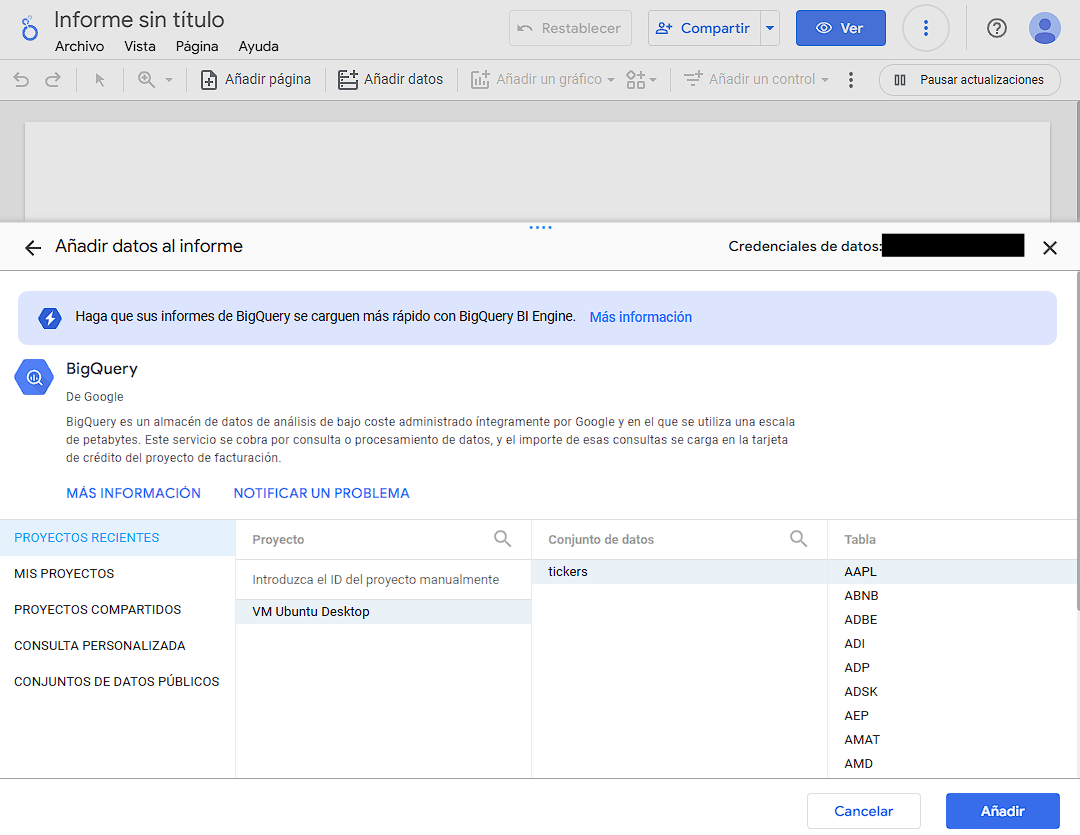 Informe sin título
Archivo Vista Página Ayuda
Restablecer
Compartir
Ver
Añadir página
Añadir datos
Añadir un gráfico
Añadir un control
Pausar actualizaciones
Añadir datos al informe
Credenciales de datos:
Haga que sus informes de BigQuery se carguen más rápido con BigQuery BI Engine. Más información
BigQuery
De Google
BigQuery es un almacén de datos de análisis de bajo coste administrado íntegramente por Google y en el que se utiliza una escala
de petabytes. Este servicio se cobra por consulta o procesamiento de datos, y el importe de esas consultas se carga en la tarjeta
de crédito del proyecto de facturación.
MÁS INFORMACIÓN NOTIFICAR UN PROBLEMA
PROYECTOS RECIENTES
MIS PROYECTOS
PROYECTOS COMPARTIDOS
CONSULTA PERSONALIZADA
CONJUNTOS DE DATOS PÚBLICOS
Proyecto
Introduzca el ID del proyecto manualmente
VM Ubuntu Desktop
Conjunto de datos
tickers
Tabla
AAPL
ABNB
ADBE
ADI
ADP
ADSK
AEP
AMAT
AMD
Cancelar
Añadir